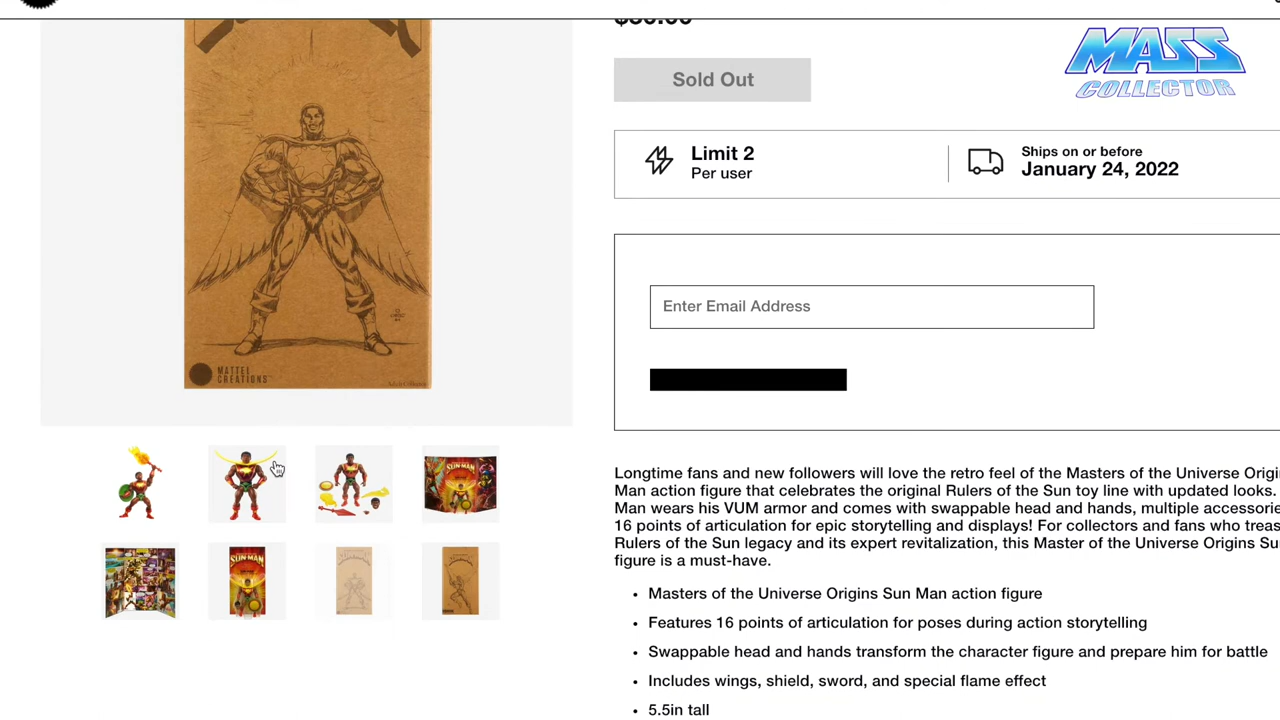 MASS
COLLECTOR
Sold Out
Limit 2
Per user
Ships on or before
January 24, 2022
Enter Email Address
MATTEL
CREATIONS
SUN-MAN
SUN-MAN
Longtime fans and new followers will love the retro feel of the Masters of the Universe Origi
Man action figure that celebrates the original Rulers of the Sun toy line with updated looks.
Man wears his VUM armor and comes with swappable head and hands, multiple accessorie
16 points of articulation for epic storytelling and displays! For collectors and fans who treas
Rulers of the Sun legacy and its expert revitalization, this Master of the Universe Origins Su
figure is a must-have.
• Masters of the Universe Origins Sun Man action figure
• Features 16 points of articulation for poses during action storytelling
• Swappable head and hands transform the character figure and prepare him for battle
• Includes wings, shield, sword, and special flame effect
• 5.5in tall